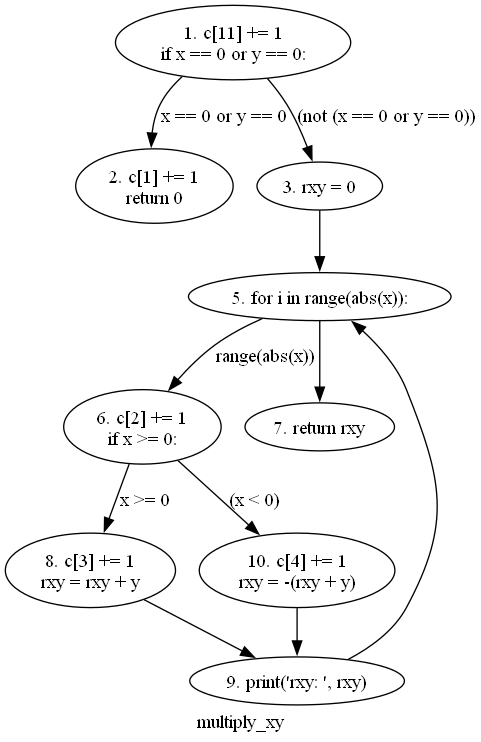 1. c[11] += 1
if x == 0 or y == 0:
x == 0 or y == 0
(not (x == 0 or y == 0))
2. c[1] += 1
return 0
3. rxy = 0
5. for i in range(abs(x)):
range(abs(x))
6. c[2] += 1
if x >= 0:
7. return rxy
x >= 0
(x < 0)
8. c[3] += 1
rxy = rxy + y
10. c[4] += 1
rxy = -(rxy + y)
9. print('rxy: ', rxy)
multiply_xy